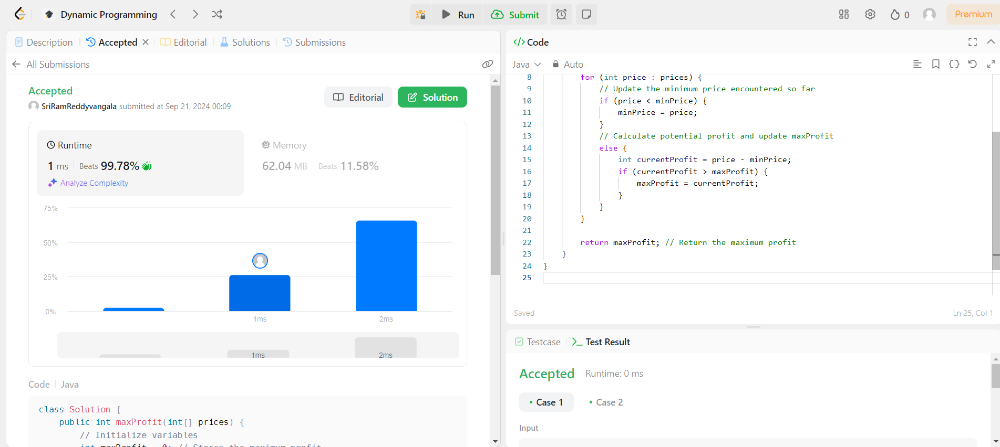 Dynamic Programming
Run
Submit
0
Premium
Description
Accepted
Editorial
Solutions
Submissions
All Submissions
Accepted
SriRamReddyvangala submitted at Sep 21, 2024 00:09
Editorial
Solution
Runtime
1 ms Beats 99.78%
Analyze Complexity
Memory
62.04 MB Beats 11.58%
75%
50%
25%
0%
1ms
2ms
1ms
2ms
Code
Java
class Solution {
public int maxProfit(int[] prices) {
// Initialize variables
int maxProfit = 0; // Stores the maximum profit
</> Code
Java
Auto
8 for (int price : prices) {
9 // Update the minimum price encountered so far
10 if (price < minPrice) {
11 minPrice = price;
12 }
13 // Calculate potential profit and update maxProfit
14 else {
15 int currentProfit = price - minPrice;
16 if (currentProfit > maxProfit) {
17 maxProfit = currentProfit;
18 }
19 }
20 }
21
22 return maxProfit; // Return the maximum profit
23 }
24 }
25
Saved
Ln 25, Col 1
Testcase
Test Result
Accepted
Runtime: 0 ms
• Case 1
• Case 2
Input